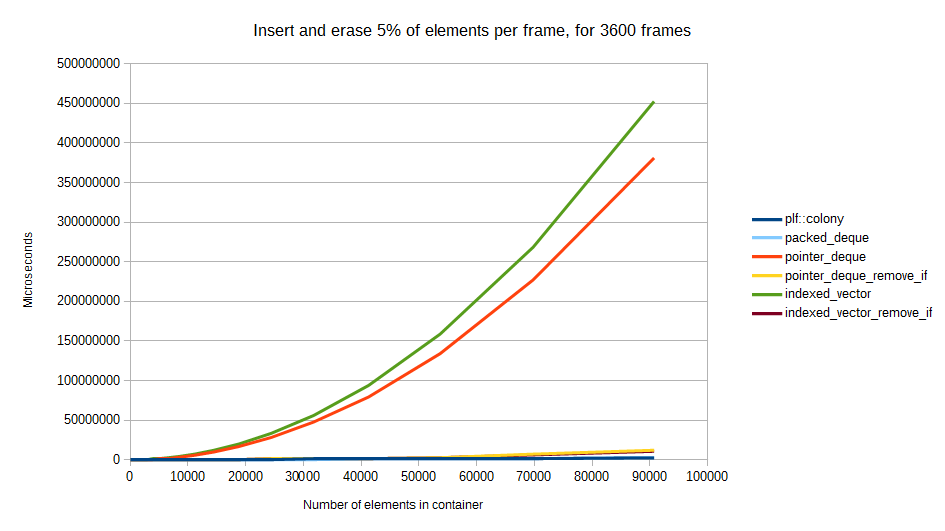 Insert and erase 5% of elements per frame, for 3600 frames
500000000
450000000
400000000
350000000
300000000
250000000
200000000
150000000
100000000
50000000
0
Microseconds
0 10000 20000 30000 40000 50000 60000 70000 80000 90000 100000
Number of elements in container
plf::colony
packed_deque
pointer_deque
pointer_deque_remove_if
indexed_vector
indexed_vector_remove_if